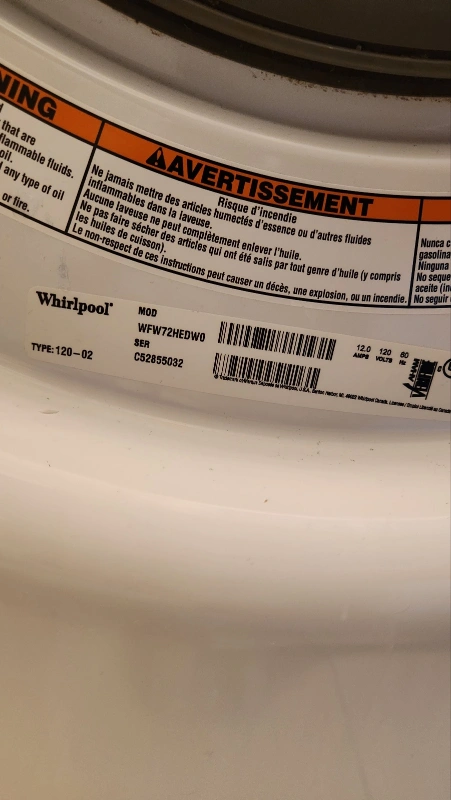 NING
that are
flammable fluids.
oil.
any type of oil
or fire.
AVERTISSEMENT
Risque d'incendie
Ne jamais mettre des articles humectés d'essence ou d'autres fluides
inflammables dans la laveuse.
Aucune laveuse ne peut complètement enlever l'huile.
Ne pas faire sécher des articles qui ont été salis par tout genre d'huile (y compris
les huiles de cuisson).
Le non-respect de ces instructions peut causer un décès, une explosion, ou un incendie.
Nunca c
gasolina
Ninguna
No seque
aceite (in
No seguir
Whirlpool
MOD
WFW72HEDW0
SER
C52855032
TYPE: 120-02
12.0 120 60
AMPS VOLTS Hz